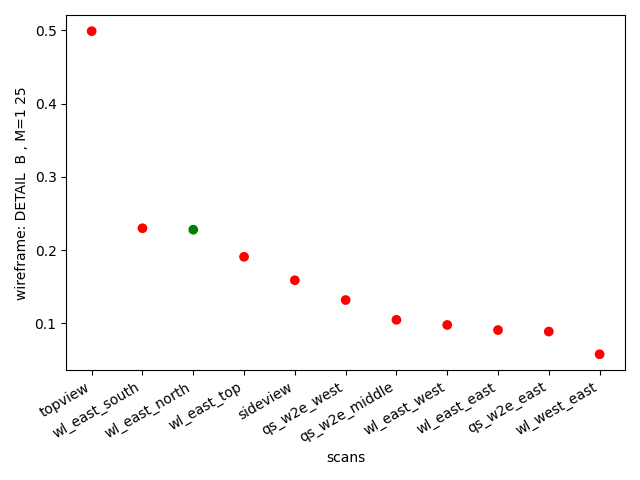 wireframe: DETAIL  B , M=1 25
0.5
0.4
0.3
0.2
0.1
topview
wl_east_south
wl_east_north
wl_east_top
sideview
qs_w2e_west
qs_w2e_middle
wl_east_west
wl_east_east
qs_w2e_east
wl_west_east
scans